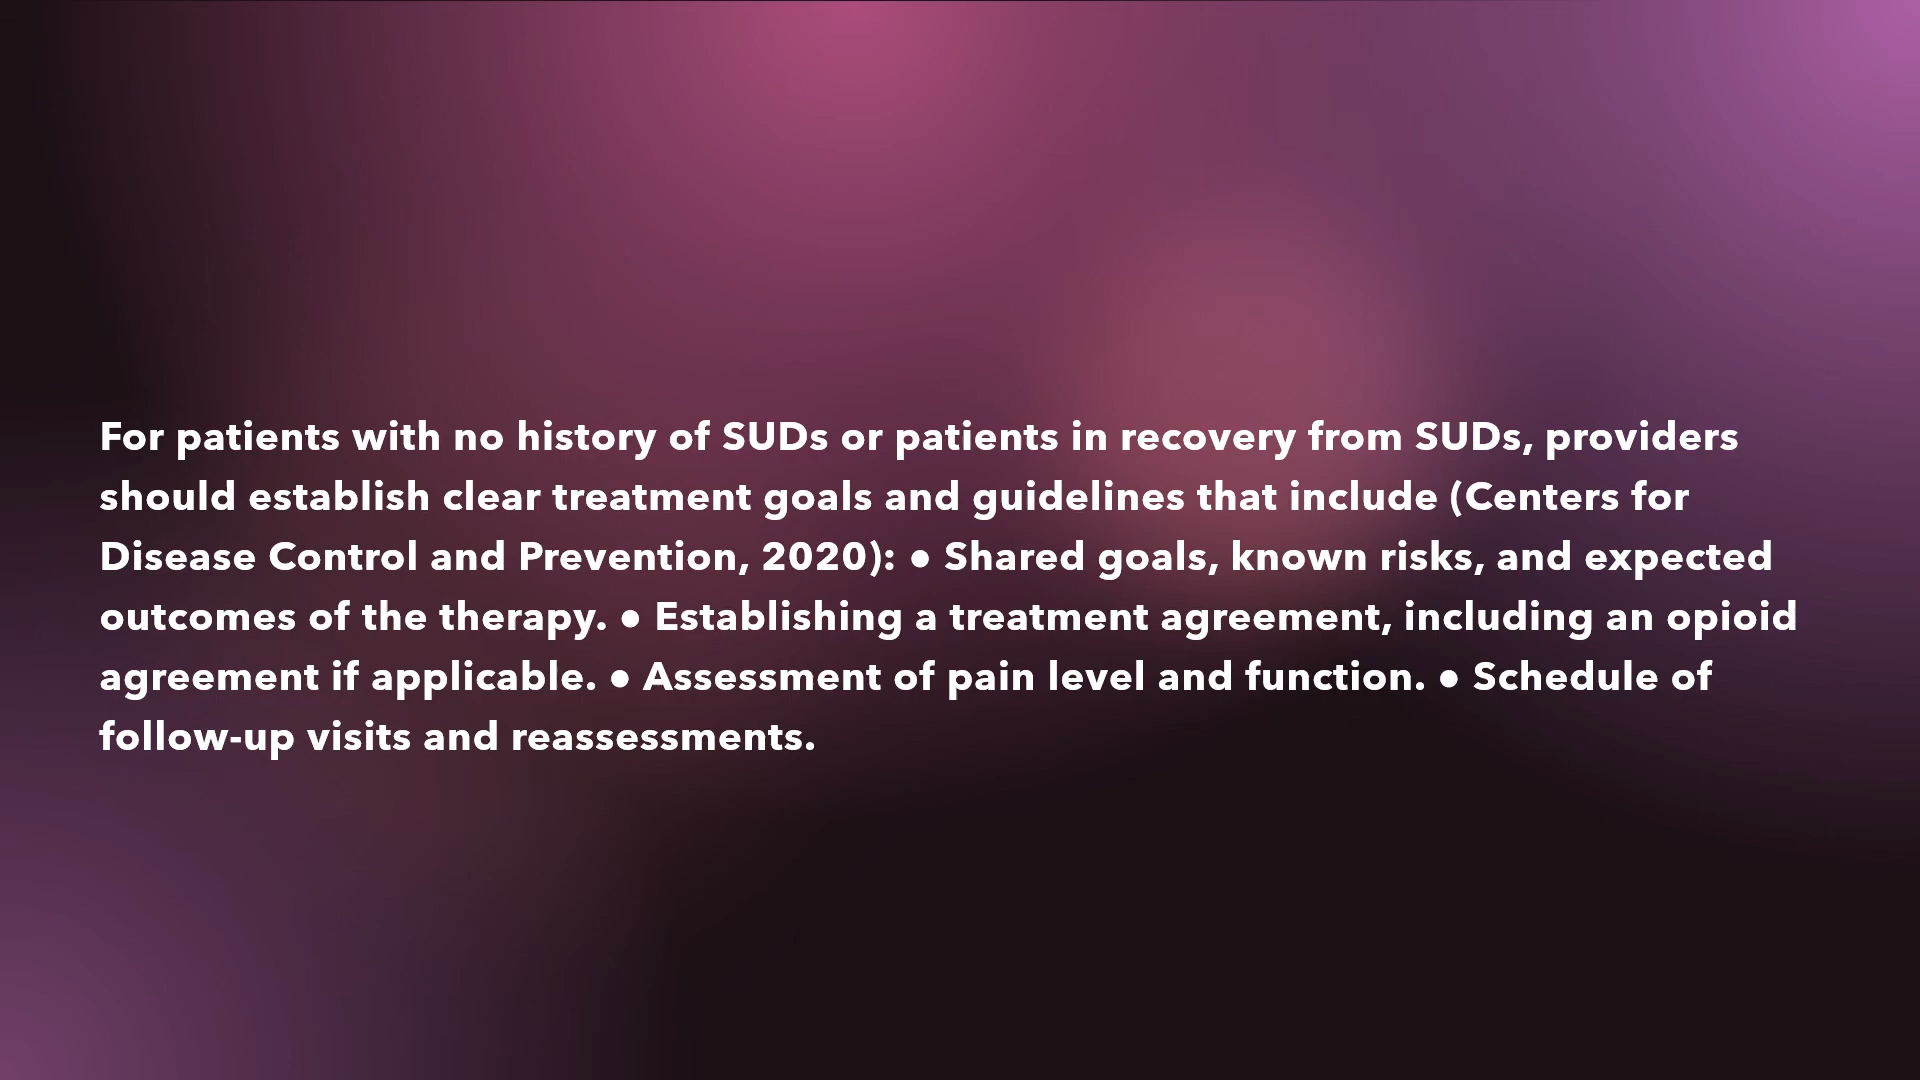 For patients with no history of SUDs or patients in recovery from SUDs, providers
should establish clear treatment goals and guidelines that include (Centers for
Disease Control and Prevention, 2020): ● Shared goals, known risks, and expected
outcomes of the therapy. ● Establishing a treatment agreement, including an opioid
agreement if applicable. ● Assessment of pain level and function. ● Schedule of
follow-up visits and reassessments.